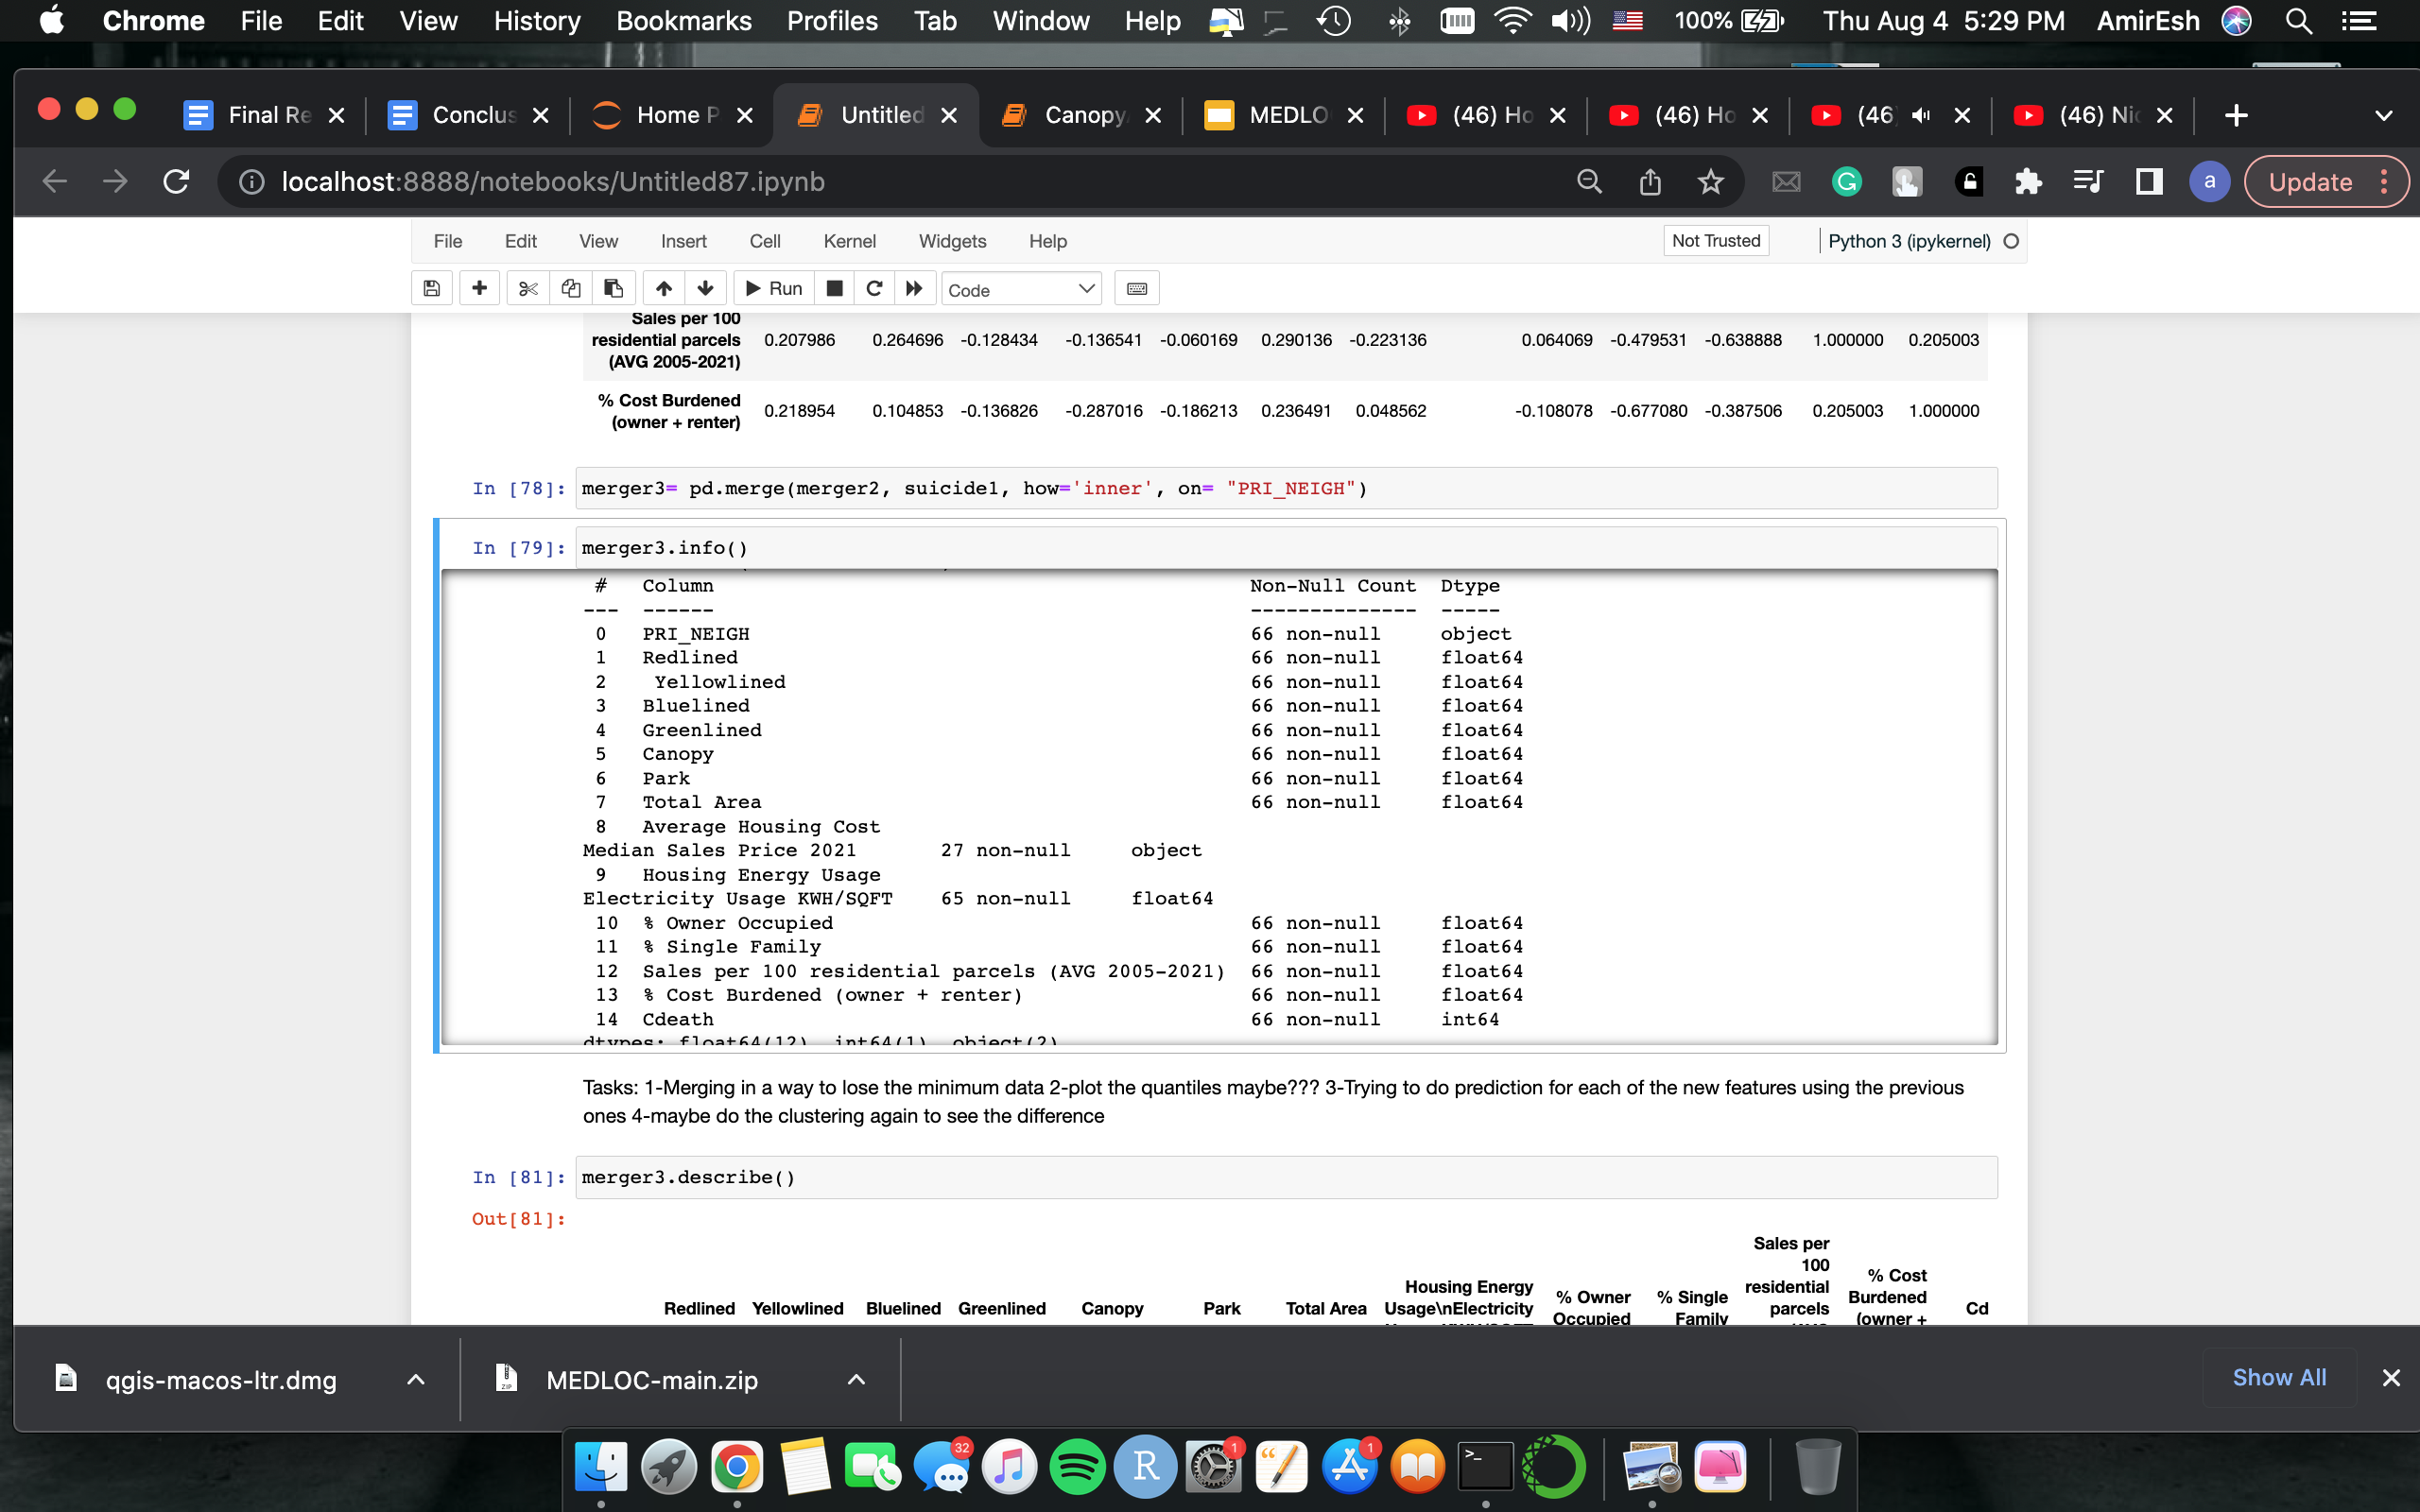 Chrome File Edit View History Bookmarks Profiles Tab Window Help 100% Thu Aug 4 5:29 PM AmirEsh
Final Re Conclus Home P Untitled Canopy MEDLO (46) Ho (46) Ho (46) (46) Nic
localhost:8888/notebooks/Untitled87.ipynb a Update
File Edit View Insert Cell Kernel Widgets Help Not Trusted Python 3 (ipykernel)
Run Code
Sales per 100
residential parcels 0.207986 0.264696 -0.128434 -0.136541 -0.060169 0.290136 -0.223136 0.064069 -0.479531 -0.638888 1.000000 0.205003
(AVG 2005-2021)
% Cost Burdened
(owner + renter) 0.218954 0.104853 -0.136826 -0.287016 -0.186213 0.236491 0.048562 -0.108078 -0.677080 -0.387506 0.205003 1.000000
In [78]: merger3= pd.merge(merger2, suicide1, how='inner', on= "PRI_NEIGH")
In [79]: merger3.info()
# Column Non-Null Count Dtype
--- ------ -------------- -----
0 PRI_NEIGH 66 non-null object
1 Redlined 66 non-null float64
2  Yellowlined 66 non-null float64
3 Bluelined 66 non-null float64
4 Greenlined 66 non-null float64
5 Canopy 66 non-null float64
6 Park 66 non-null float64
7 Total Area 66 non-null float64
8 Average Housing Cost
Median Sales Price 2021 27 non-null object
9 Housing Energy Usage
Electricity Usage KWH/SQFT 65 non-null float64
10 % Owner Occupied 66 non-null float64
11 % Single Family 66 non-null float64
12 Sales per 100 residential parcels (AVG 2005-2021) 66 non-null float64
13 % Cost Burdened (owner + renter) 66 non-null float64
14 Cdeath 66 non-null int64
dtypes: float64(12), int64(1), object(2)
Tasks: 1-Merging in a way to lose the minimum data 2-plot the quantiles maybe??? 3-Trying to do prediction for each of the new features using the previous
ones 4-maybe do the clustering again to see the difference
In [81]: merger3.describe()
Out[81]:
Sales per
100
Housing Energy % Owner % Single residential % Cost
Redlined Yellowlined Bluelined Greenlined Canopy Park Total Area Usage\nElectricity Occupied Family parcels Burdened Cd
(owner +
qgis-macos-ltr.dmg MEDLOC-main.zip Show All
32 1 1
R